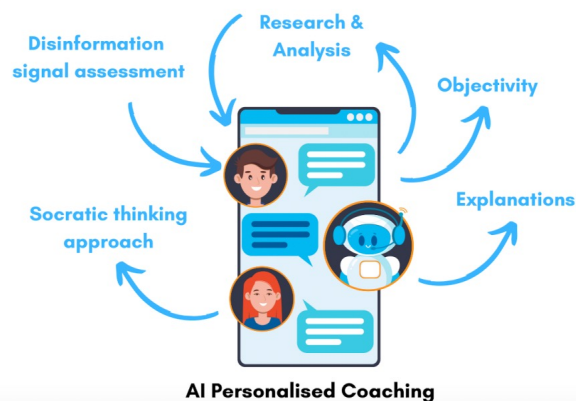 Research &
Analysis
Disinformation
signal assessment
Objectivity
Explanations
Socratic thinking
approach
AI Personalised Coaching